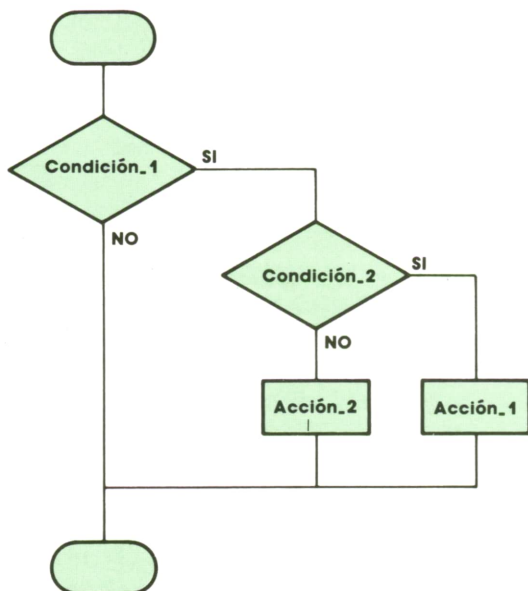 Condición_1
SI
NO
Condición_2
SI
NO
Acción_2
Acción_1